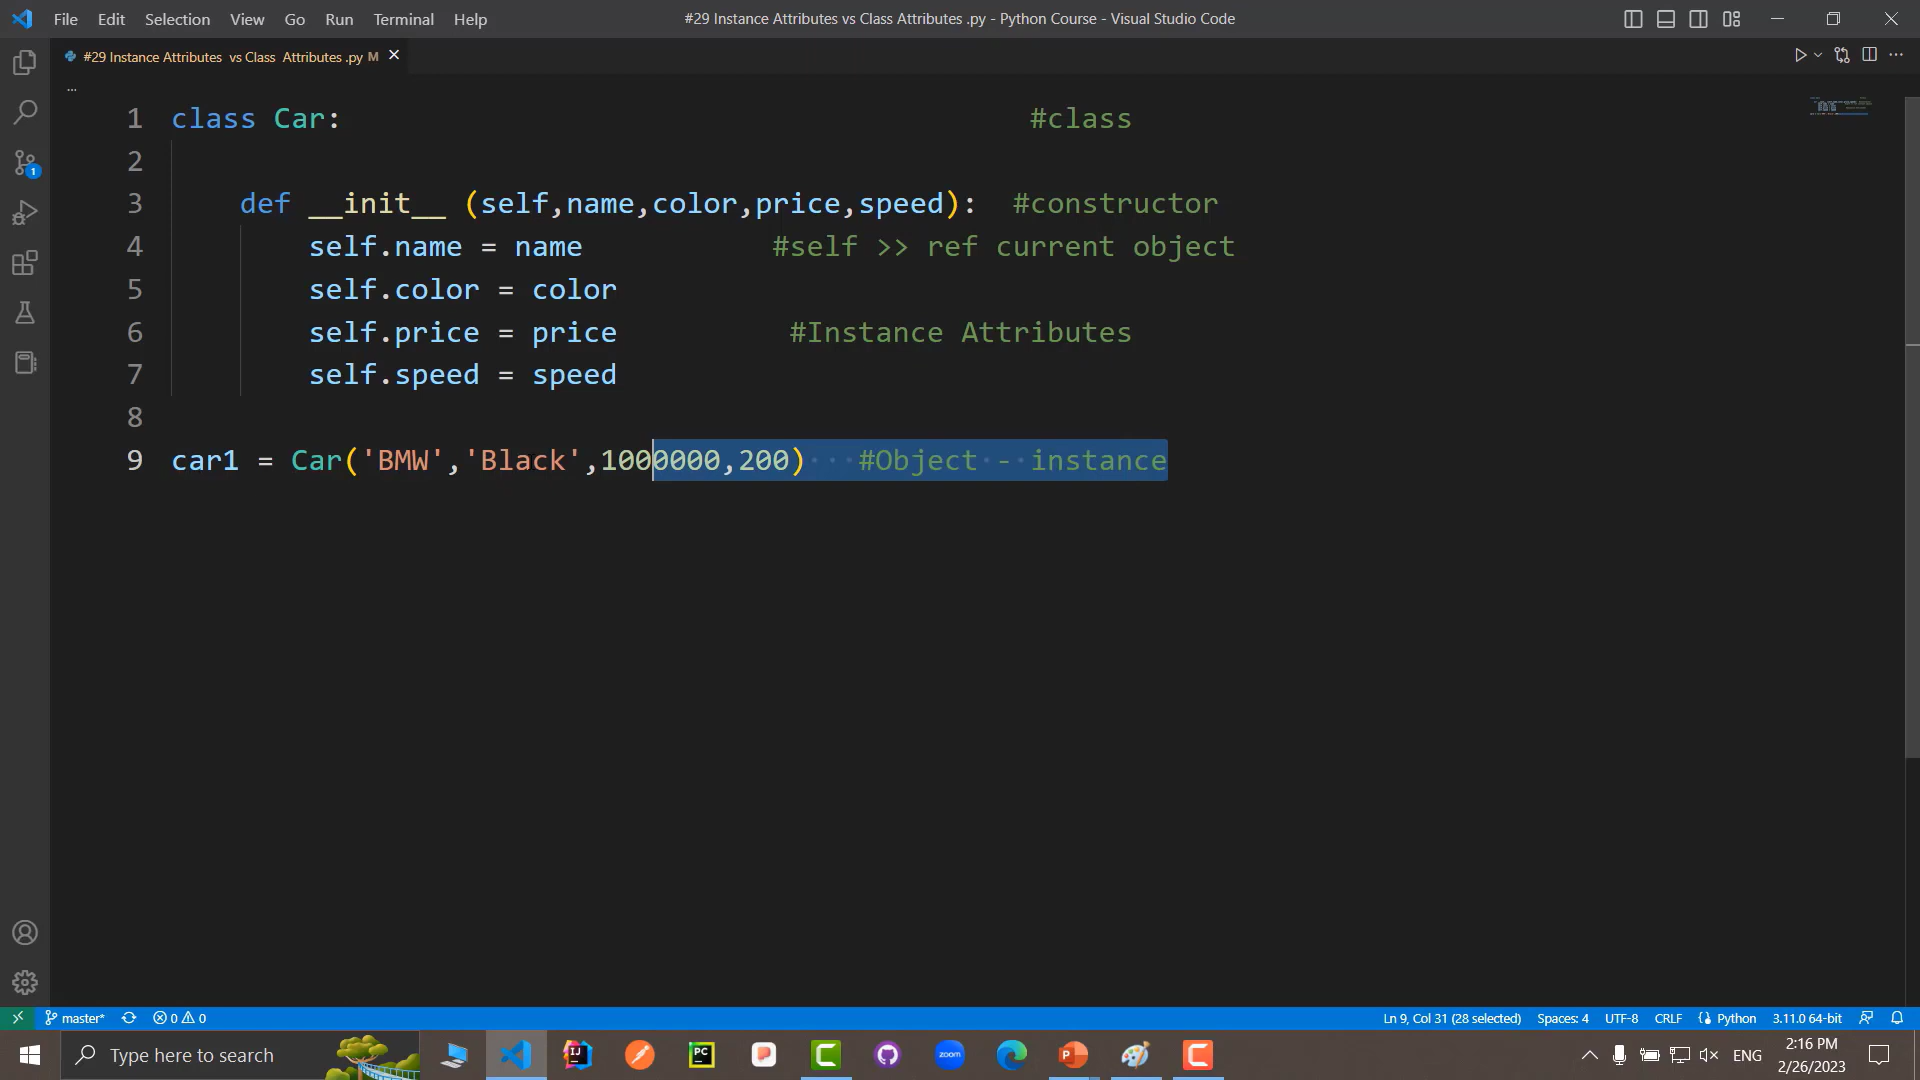 File Edit Selection View Go Run Terminal Help #29 Instance Attributes vs Class Attributes .py - Python Course - Visual Studio Code
#29 Instance Attributes vs Class Attributes .py M
...
1 class Car: #class
2
3 def __init__ (self,name,color,price,speed): #constructor
4 self.name = name #self >> ref current object
5 self.color = color
6 self.price = price #Instance Attributes
7 self.speed = speed
8
9 car1 = Car('BMW','Black',1000000,200) #Object - instance
1
master* 0 0 Ln 9, Col 31 (28 selected) Spaces: 4 UTF-8 CRLF Python 3.11.0 64-bit
Type here to search IJ PC P C zoom P C ENG 2:16 PM
2/26/2023